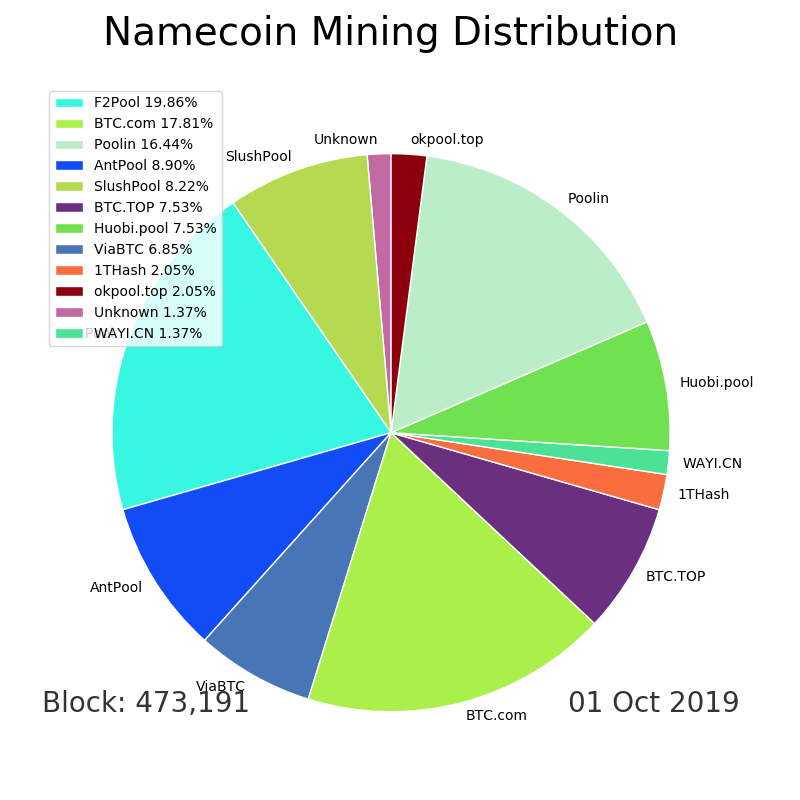 Namecoin Mining Distribution
F2Pool 19.86%
BTC.com 17.81%
Poolin 16.44%
AntPool 8.90%
SlushPool 8.22%
BTC.TOP 7.53%
Huobi.pool 7.53%
ViaBTC 6.85%
1THash 2.05%
okpool.top 2.05%
Unknown 1.37%
WAYI.CN 1.37%
SlushPool
Unknown
okpool.top
Poolin
Huobi.pool
WAYI.CN
1THash
BTC.TOP
BTC.com
ViaBTC
AntPool
Block: 473,191
01 Oct 2019